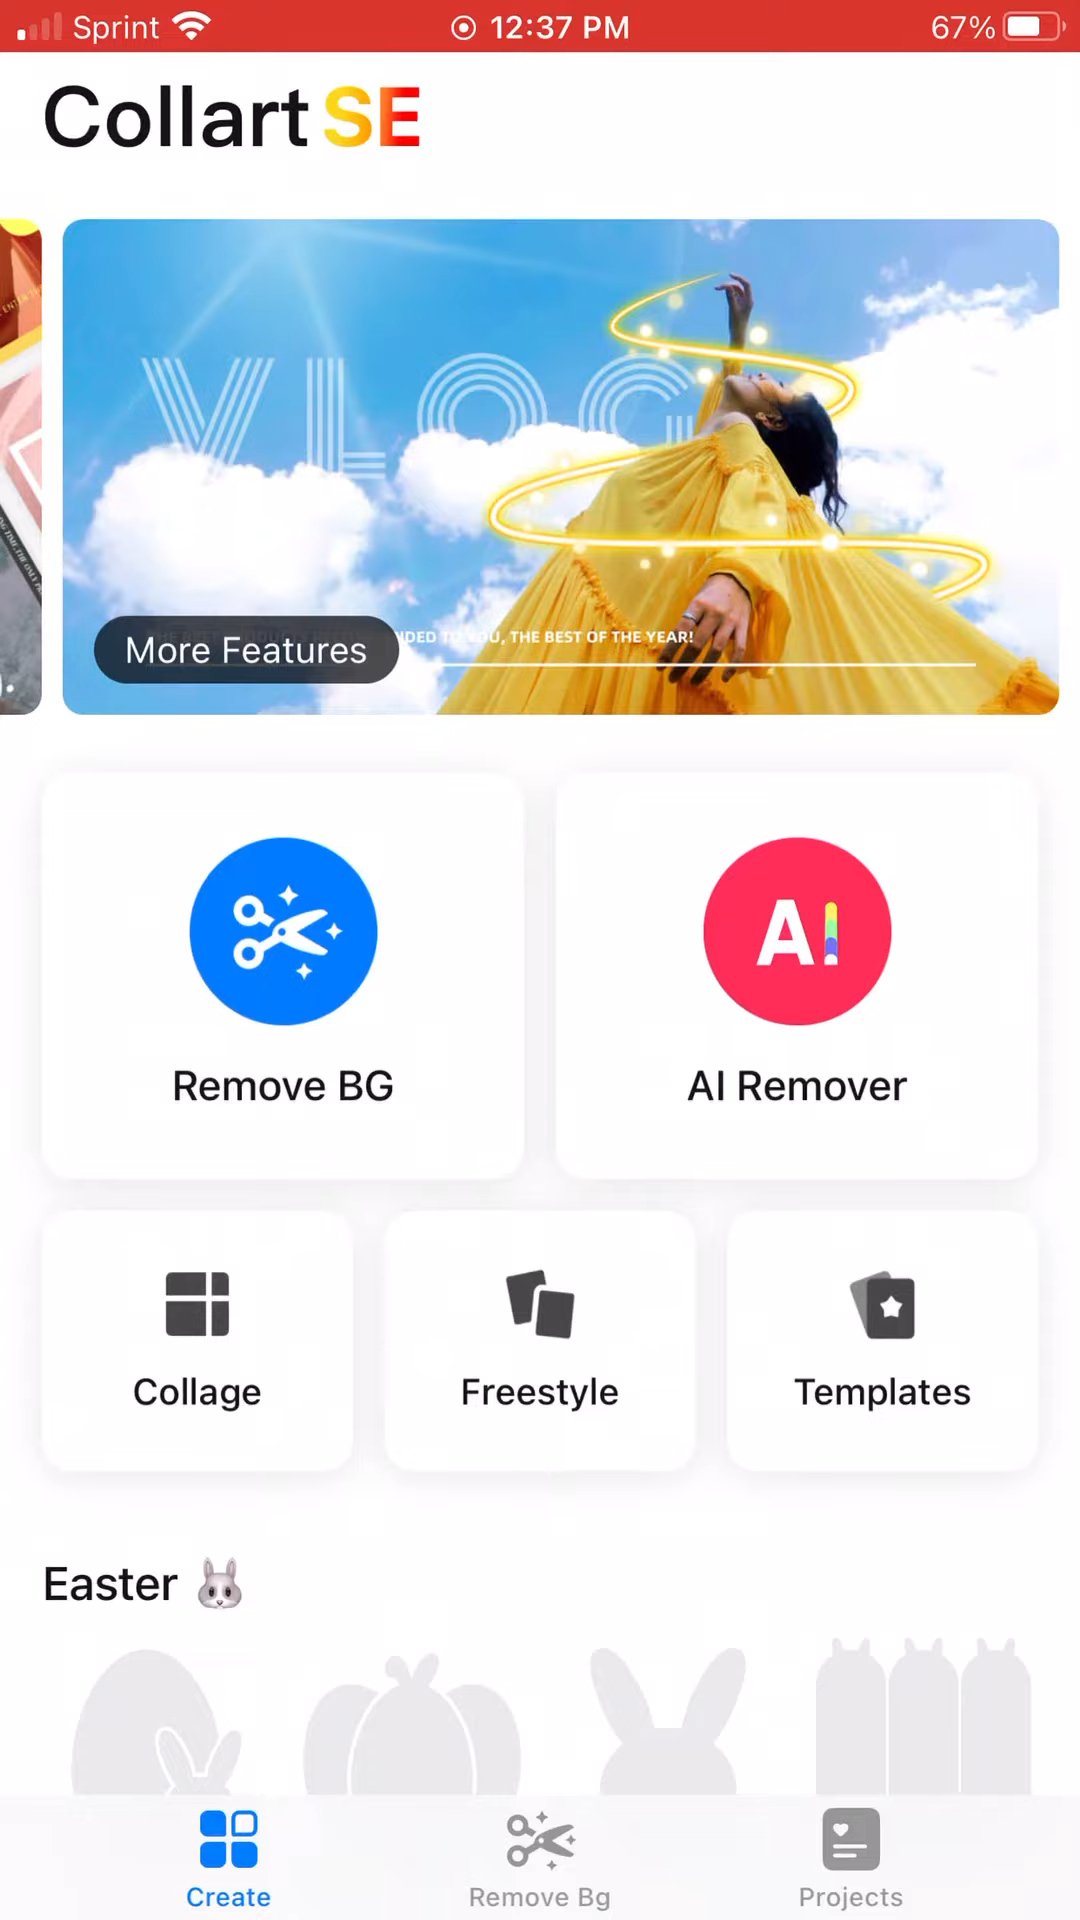 Sprint 12:37 PM 67%
Collart SE
VLOG
More Features
YOU, THE BEST OF THE YEAR!
Remove BG
AI
AI Remover
Collage
Freestyle
Templates
Easter
Create
Remove Bg
Projects